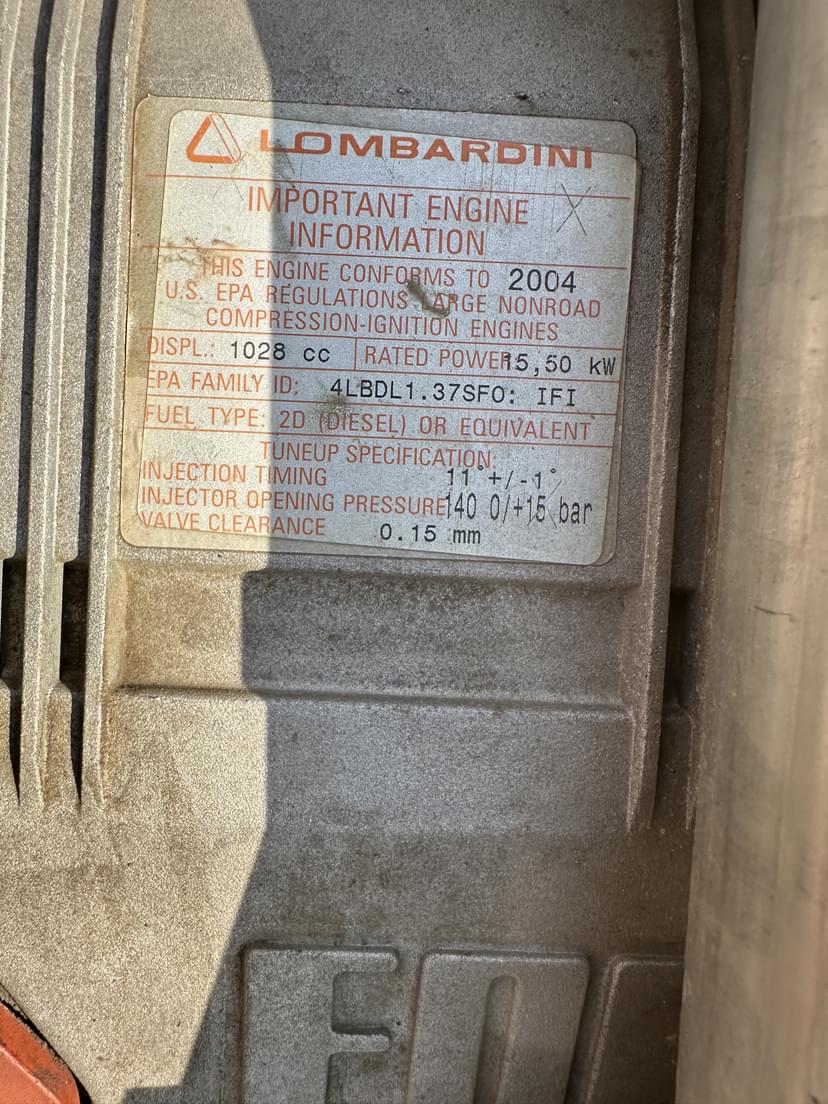 LOMBARDINI
IMPORTANT ENGINE
INFORMATION
THIS ENGINE CONFORMS TO 2004
U.S. EPA REGULATIONS LARGE NONROAD
COMPRESSION-IGNITION ENGINES
DISPL.: 1028 cc RATED POWER 15,50 kW
EPA FAMILY ID: 4LBDL1.37SFO: IFI
FUEL TYPE: 2D (DIESEL) OR EQUIVALENT
TUNEUP SPECIFICATION:
INJECTION TIMING 11°+/-1°
INJECTOR OPENING PRESSURE 140 0/+15 bar
VALVE CLEARANCE 0.15 mm